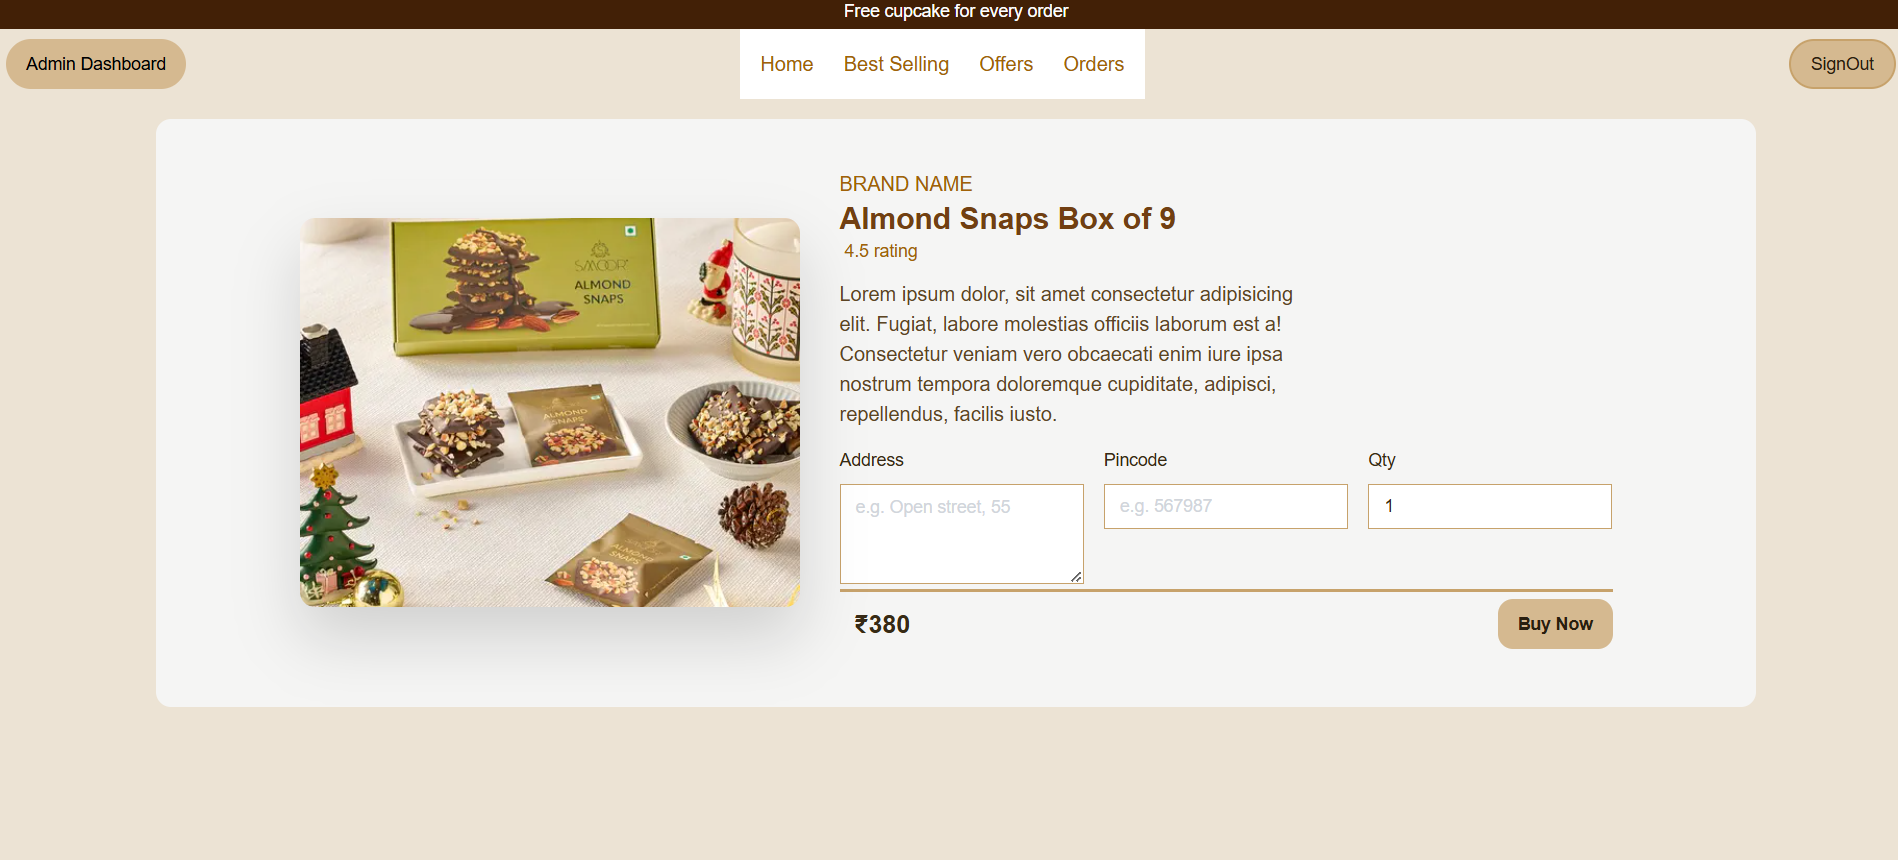 Free cupcake for every order
Admin Dashboard
Home
Best Selling
Offers
Orders
SignOut
BRAND NAME
Almond Snaps Box of 9
4.5 rating
Lorem ipsum dolor, sit amet consectetur adipisicing
elit. Fugiat, labore molestias officiis laborum est a!
Consectetur veniam vero obcaecati enim iure ipsa
nostrum tempora doloremque cupiditate, adipisci,
repellendus, facilis iusto.
Address
Pincode
Qty
e.g. Open street, 55
e.g. 567987
1
₹380
Buy Now
SMOOR
ALMOND
SNAPS
ALMOND
SNAPS
ALMOND
SNAPS